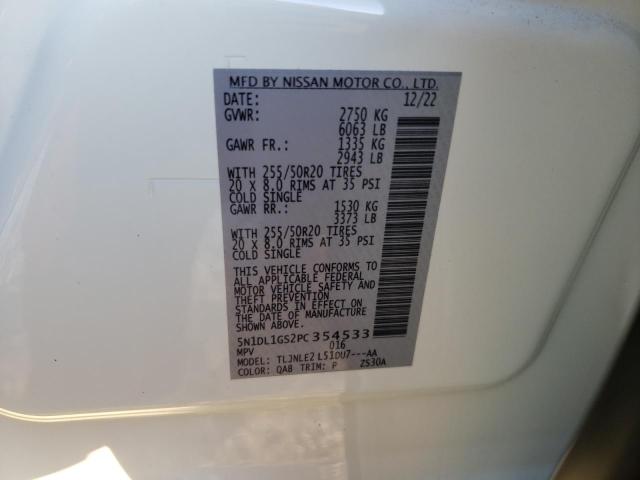 MFD BY NISSAN MOTOR CO., LTD.
DATE: 12/22
GVWR: 2750 KG
6063 LB
GAWR FR.: 1335 KG
2943 LB
WITH 255/50R20 TIRES
20 X 8.0 RIMS AT 35 PSI
COLD SINGLE
GAWR RR.: 1530 KG
3373 LB
WITH 255/50R20 TIRES
20 X 8.0 RIMS AT 35 PSI
COLD SINGLE
THIS VEHICLE CONFORMS TO
ALL APPLICABLE FEDERAL
MOTOR VEHICLE SAFETY AND
THEFT PREVENTION
STANDARDS IN EFFECT ON
THE DATE OF MANUFACTURE
SHOWN ABOVE.
5N1DL1GS2PC354533
MPV 016
MODEL: TLJNLE2 L51DU7---AA
COLOR: QAB TRIM: P ZS30A